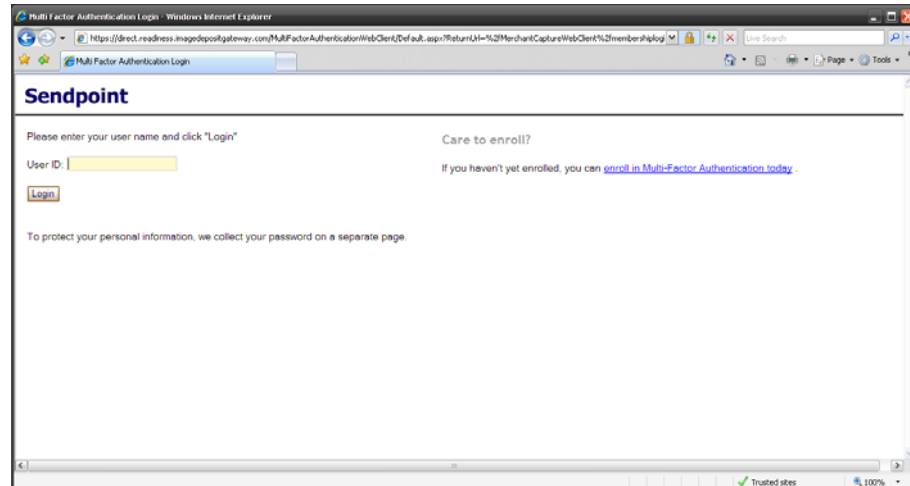 Multi Factor Authentication Login - Windows Internet Explorer
https://direct.readiness.imagedepositgateway.com/MultiFactorAuthenticationWebClient/Default.aspx?ReturnUrl=%2fMerchantCaptureWebClient%2fmembershiplogi
Live Search
Multi Factor Authentication Login
Page
Tools
Sendpoint
Please enter your user name and click "Login"
Care to enroll?
User ID:
If you haven't yet enrolled, you can enroll in Multi-Factor Authentication today .
Login
To protect your personal information, we collect your password on a separate page.
Trusted sites
100%